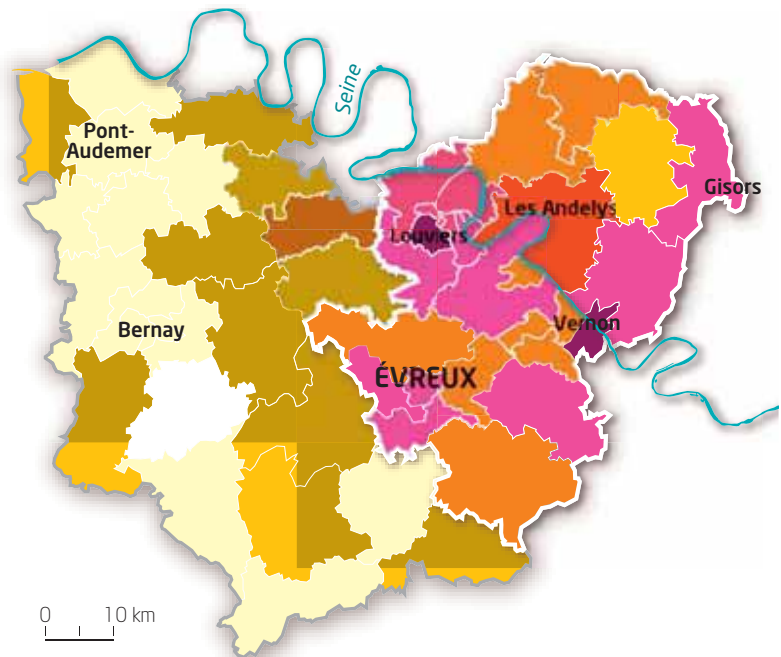 Seine
Pont-
Audemer
Gisors
Les Andelys
Louviers
Bernay
Vernon
ÉVREUX
0 10 km